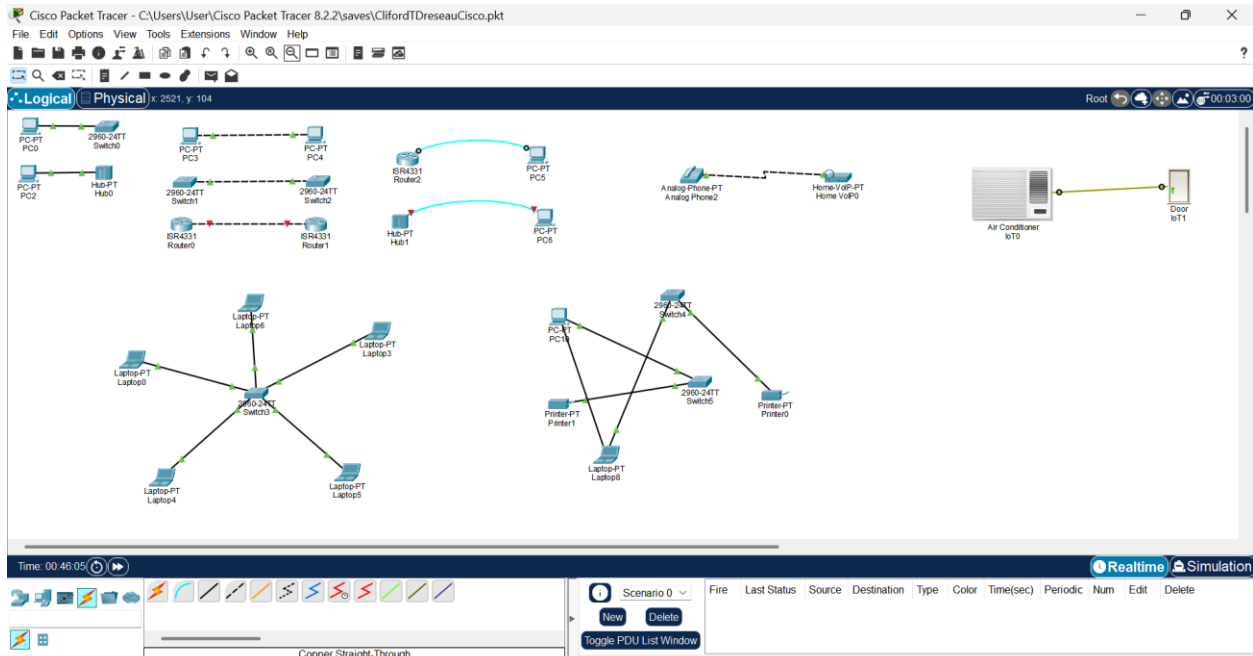 Cisco Packet Tracer - C:\Users\User\Cisco Packet Tracer 8.2.2\saves\ClifordTDreseauCisco.pkt
File Edit Options View Tools Extensions Window Help
?
Logical Physical x: 2521, y: 104
Root 00:03:00
PC-PT
PC0
2960-24TT
Switch0
PC-PT
PC3
PC-PT
PC4
ISR4331
Router2
PC-PT
PC5
PC-PT
PC2
Hub-PT
Hub0
2960-24TT
Switch1
2960-24TT
Switch2
Analog-Phone-PT
Analog Phone2
Home-VoIP-PT
Home VoIP0
Air Conditioner
IoT0
Door
IoT1
ISR4331
Router0
ISR4331
Router1
Hub-PT
Hub1
PC-PT
PC6
Laptop-PT
Laptop6
Laptop-PT
Laptop3
Laptop-PT
Laptop0
2960-24TT
Switch3
Laptop-PT
Laptop4
Laptop-PT
Laptop5
2960-24TT
Switch4
PC-PT
PC10
2960-24TT
Switch5
Printer-PT
Printer1
Printer-PT
Printer0
Laptop-PT
Laptop8
Time: 00:46:05
Realtime Simulation
Scenario 0
New Delete
Toggle PDU List Window
Fire Last Status Source Destination Type Color Time(sec) Periodic Num Edit Delete
Copper Straight-Through